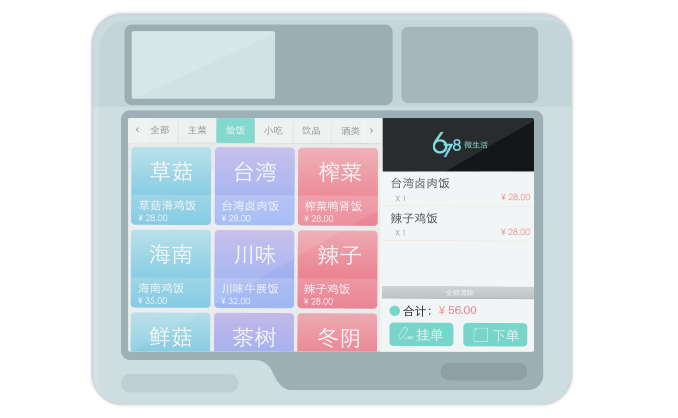 ‹ 全部 主菜 烩饭 小吃 饮品 酒类 ›
678 微生活
草菇 台湾 榨菜
草菇滑鸡饭 台湾卤肉饭 榨菜鸭肾饭
¥ 28.00 ¥ 28.00 ¥ 28.00
台湾卤肉饭
X 1 ¥ 28.00
辣子鸡饭
X 1 ¥ 28.00
海南 川味 辣子
海南鸡饭 川味牛展饭 辣子鸡饭
¥ 35.00 ¥ 32.00 ¥ 28.00
全部清除
合计: ¥ 56.00
鲜菇 茶树 冬阴
挂单 下单